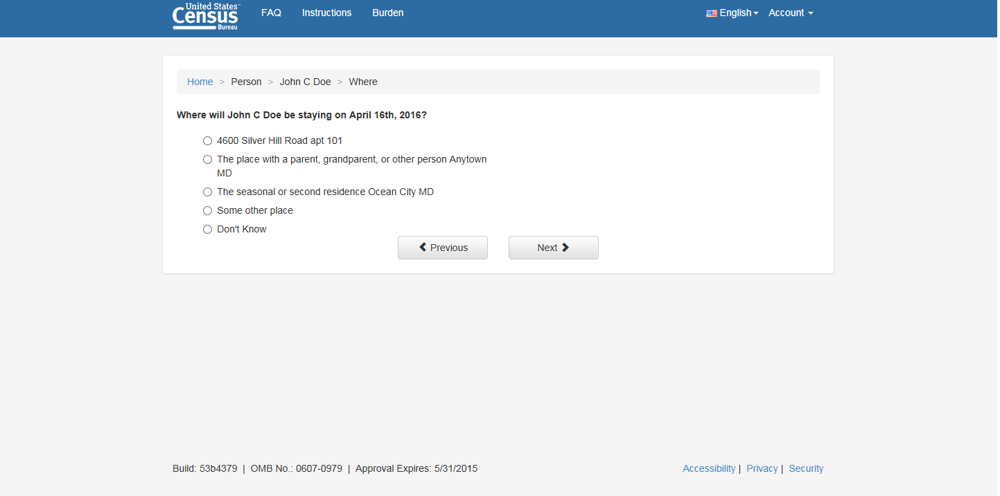 United States™
Census
Bureau
FAQ Instructions Burden
English Account
Home > Person > John C Doe > Where
Where will John C Doe be staying on April 16th, 2016?
4600 Silver Hill Road apt 101
The place with a parent, grandparent, or other person Anytown
MD
The seasonal or second residence Ocean City MD
Some other place
Don't Know
Previous Next
Build: 53b4379 | OMB No.: 0607-0979 | Approval Expires: 5/31/2015
Accessibility | Privacy | Security